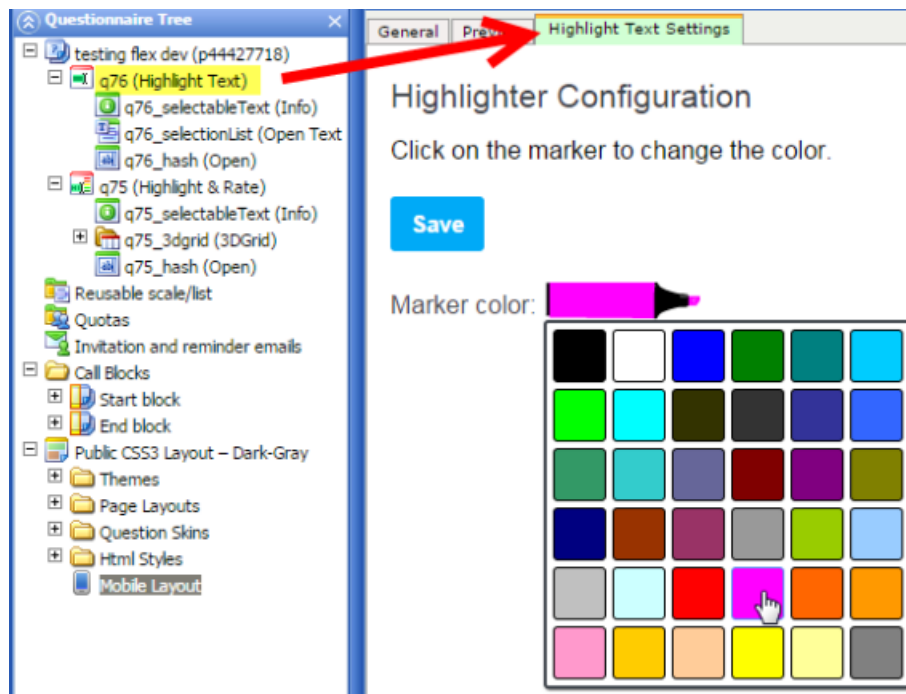 Questionnaire Tree
testing flex dev (p44427718)
q76 (Highlight Text)
q76_selectableText (Info)
q76_selectionList (Open Text
q76_hash (Open)
q75 (Highlight & Rate)
q75_selectableText (Info)
q75_3dgrid (3DGrid)
q75_hash (Open)
Reusable scale/list
Quotas
Invitation and reminder emails
Call Blocks
Start block
End block
Public CSS3 Layout – Dark-Gray
Themes
Page Layouts
Question Skins
Html Styles
Mobile Layout
General
Highlight Text Settings
Highlighter Configuration
Click on the marker to change the color.
Save
Marker color: